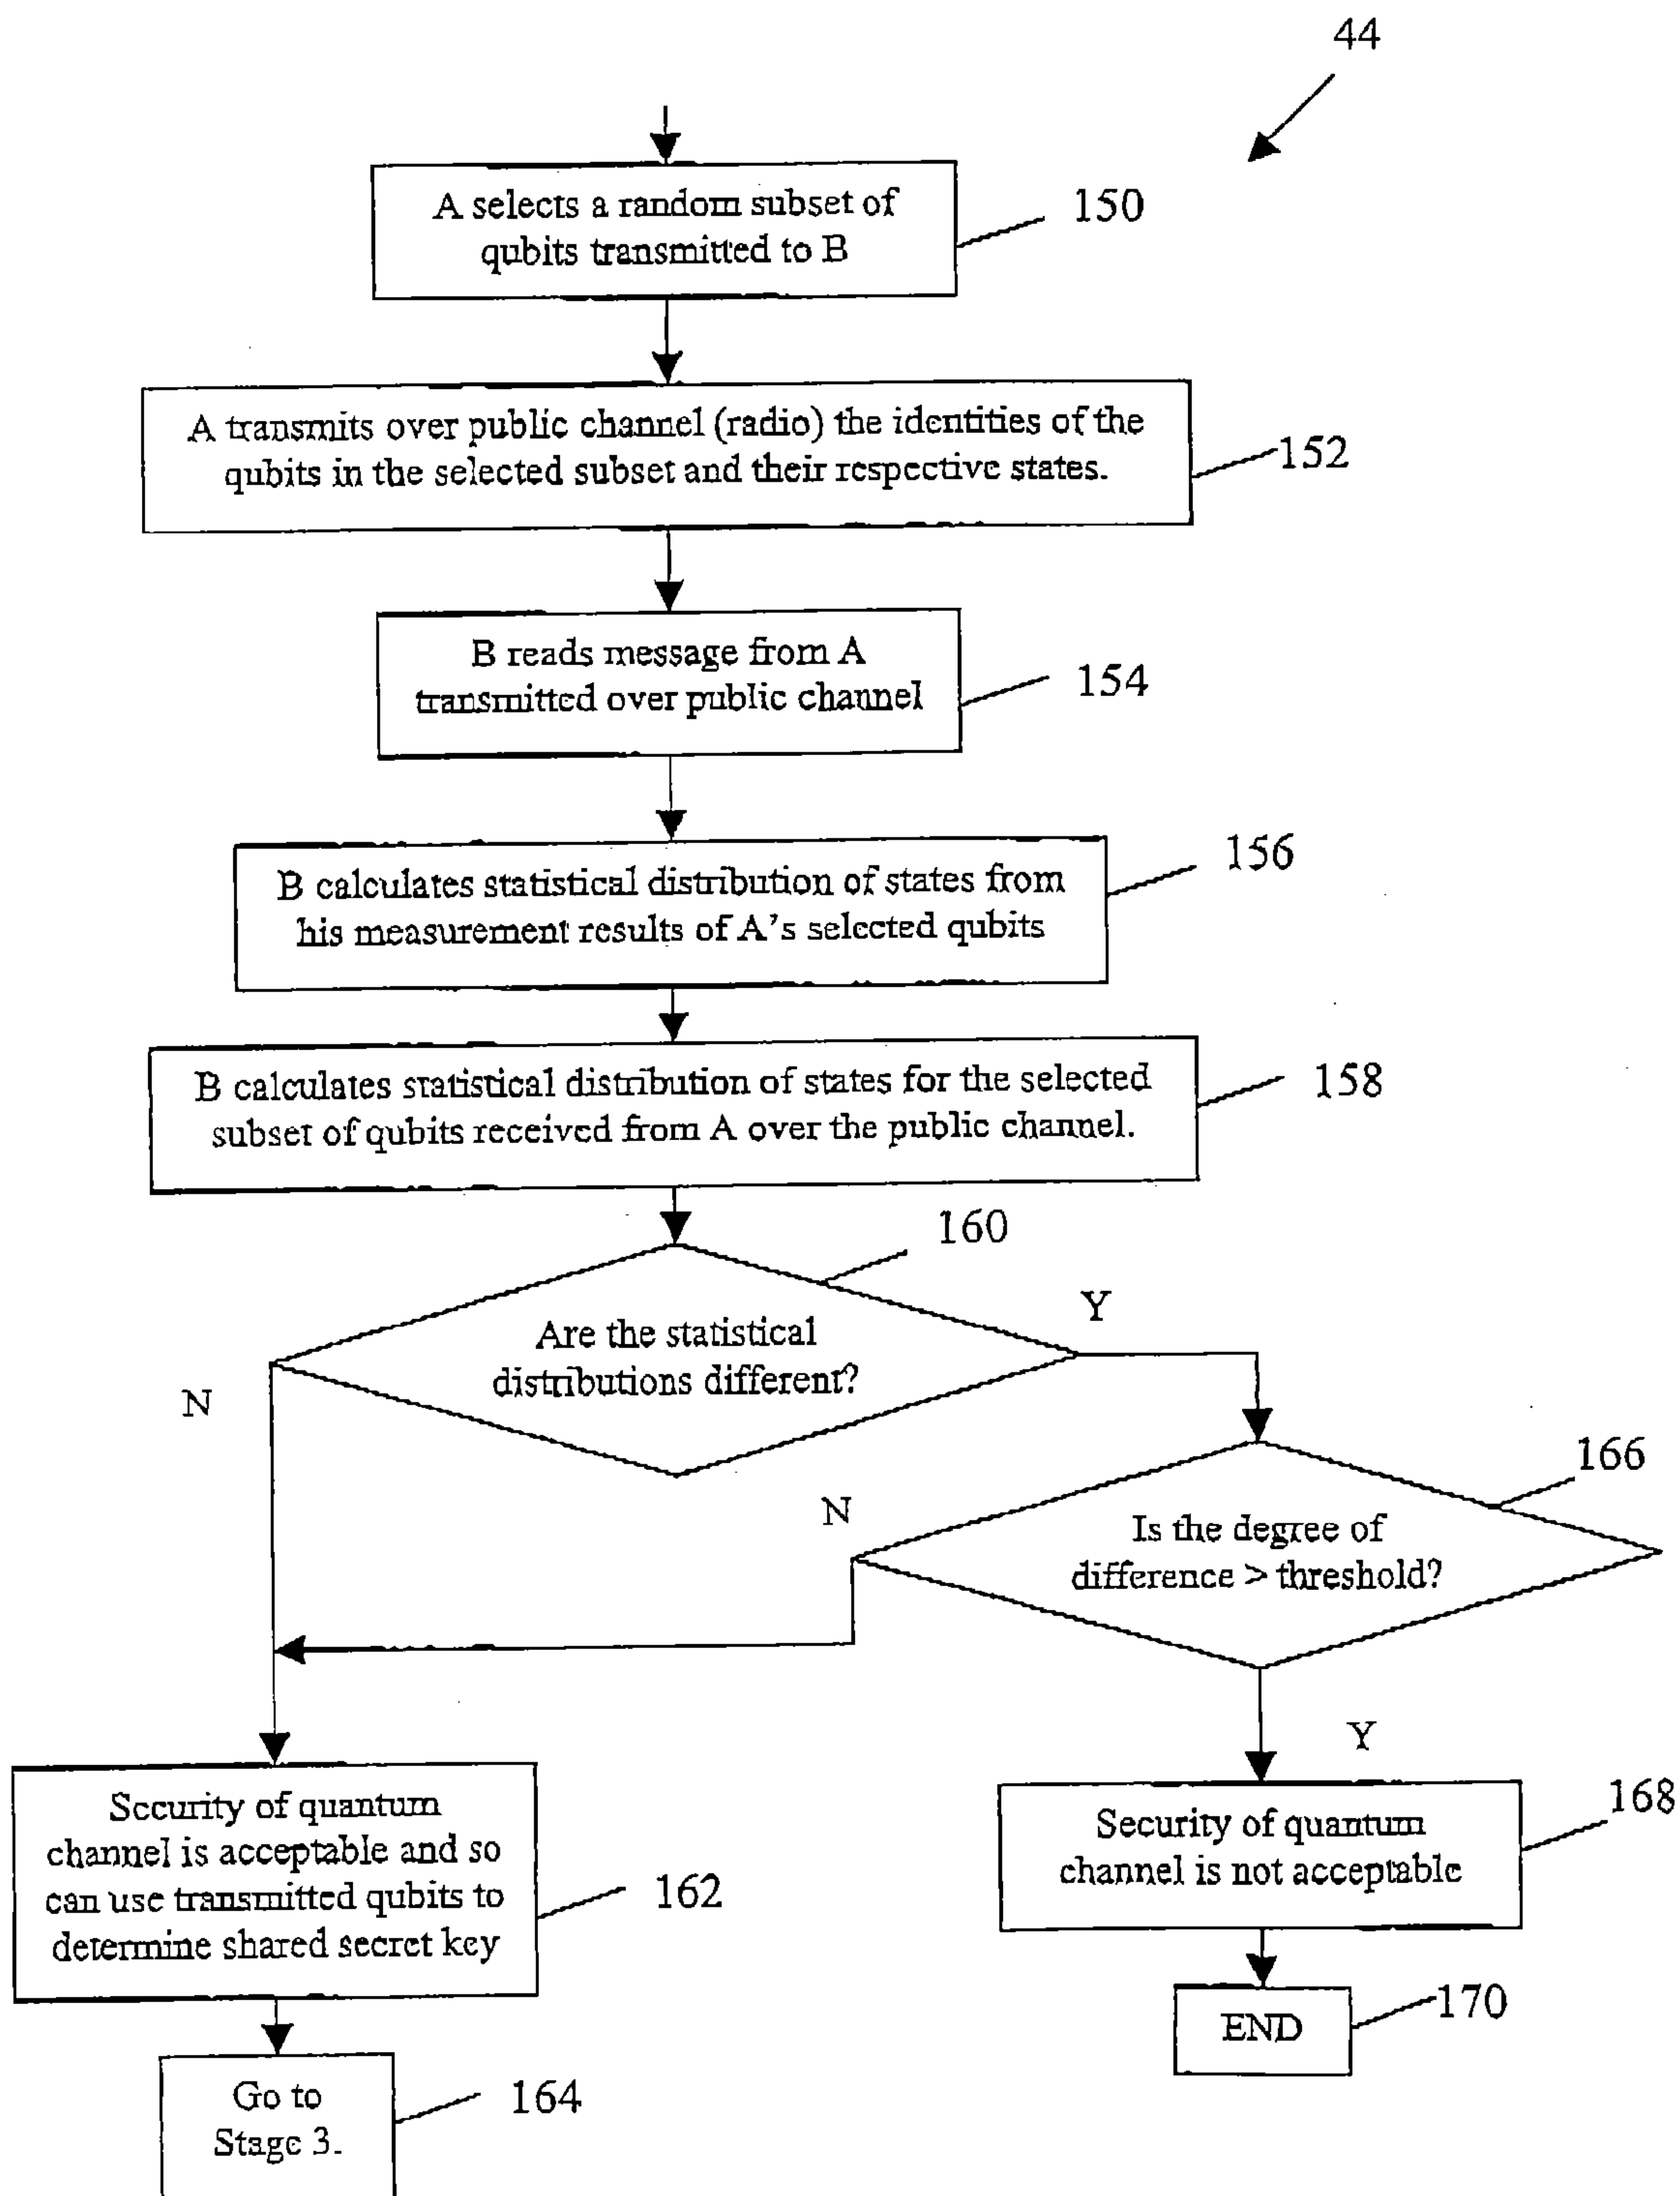 44
A selects a random subset of
qubits transmitted to B
150
A transmits over public channel (radio) the identities of the
qubits in the selected subset and their respective states.
152
B reads message from A
transmitted over public channel
154
B calculates statistical distribution of states from
his measurement results of A's selected qubits
156
B calculates statistical distribution of states for the selected
subset of qubits received from A over the public channel.
158
160
Are the statistical
distributions different?
Y
N
166
Is the degree of
difference > threshold?
N
Y
Security of quantum
channel is acceptable and so
can use transmitted qubits to
determine shared secret key
162
Security of quantum
channel is not acceptable
168
END
170
Go to
Stage 3.
164